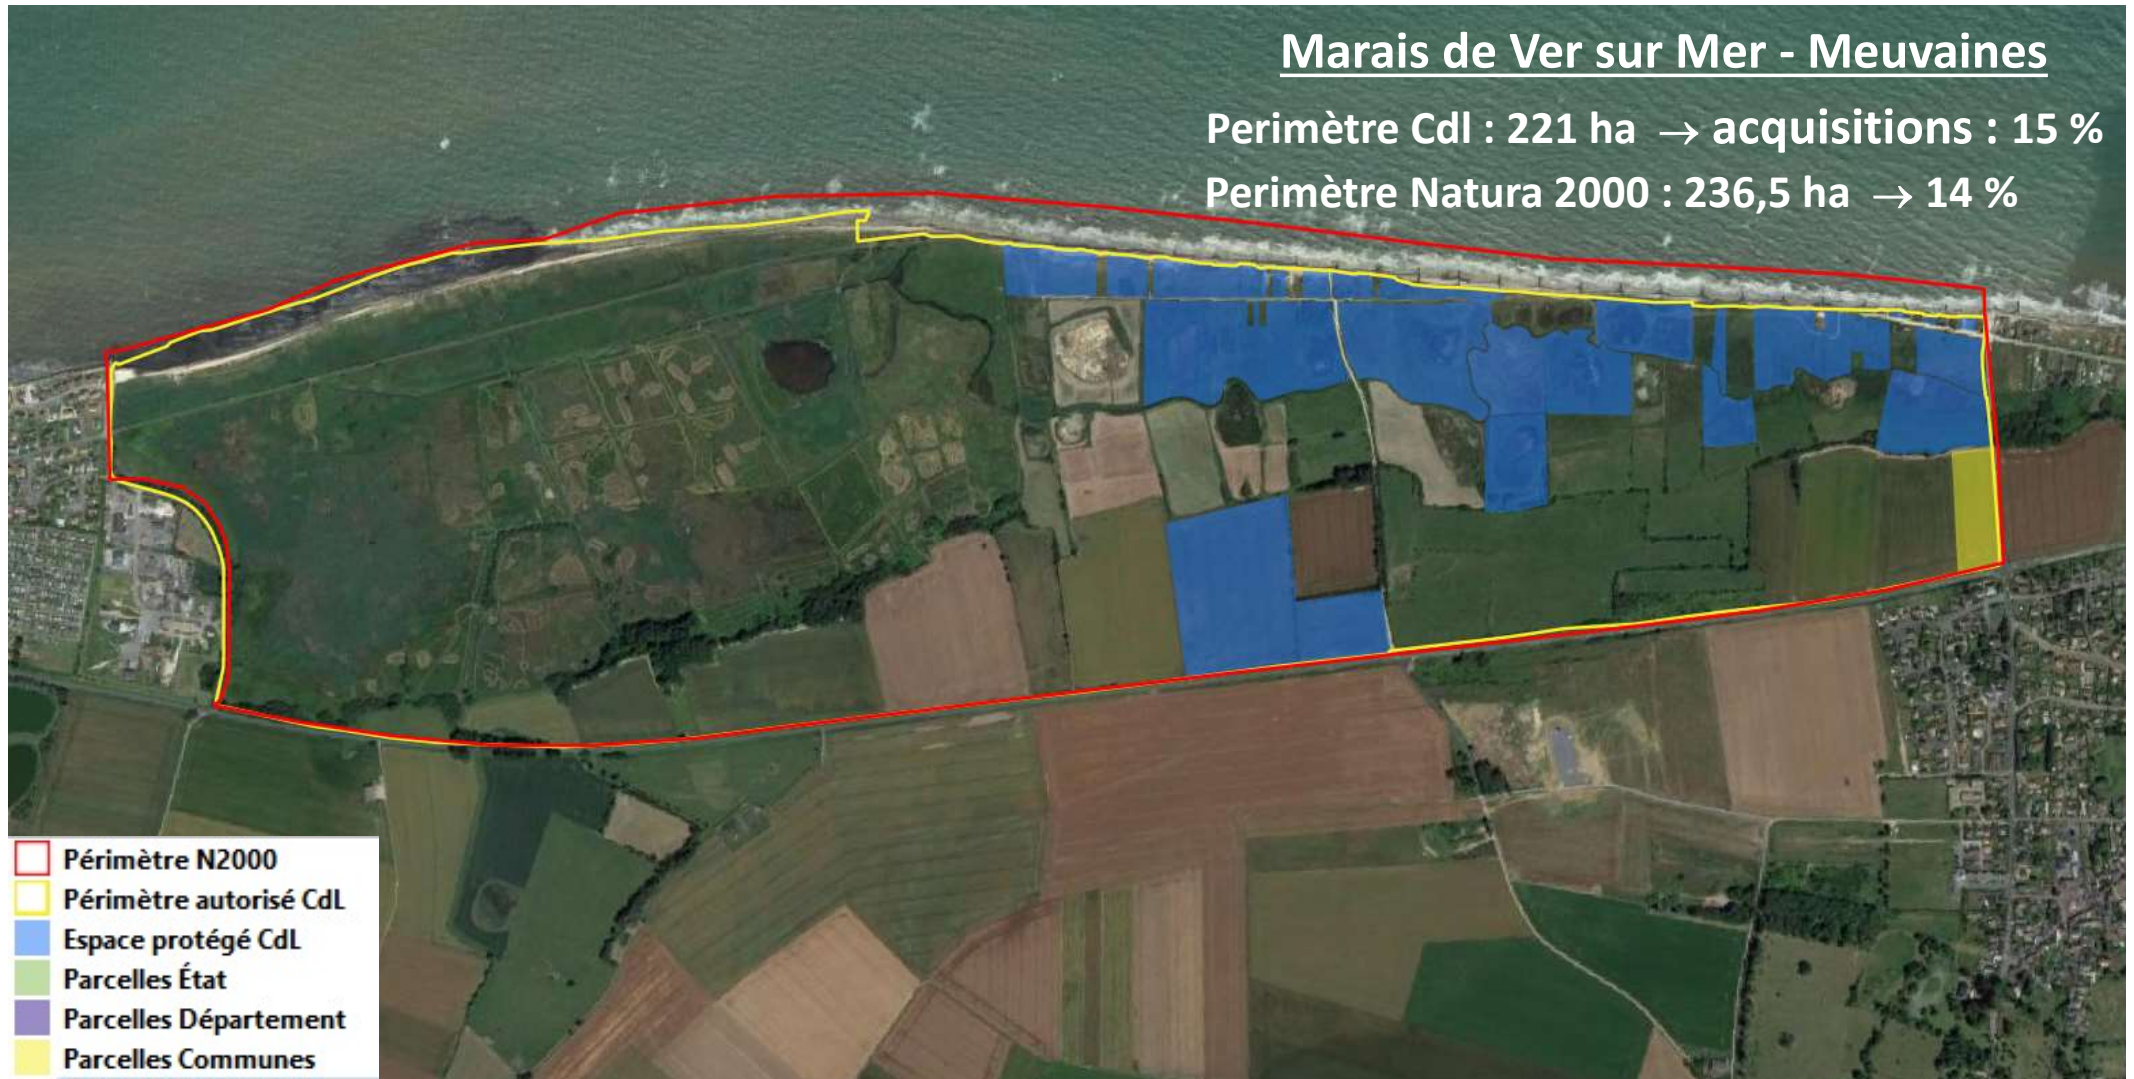 Marais de Ver sur Mer - Meuvaines
Perimètre Cdl : 221 ha → acquisitions : 15 %
Perimètre Natura 2000 : 236,5 ha → 14 %
Périmètre N2000
Périmètre autorisé CdL
Espace protégé CdL
Parcelles État
Parcelles Département
Parcelles Communes